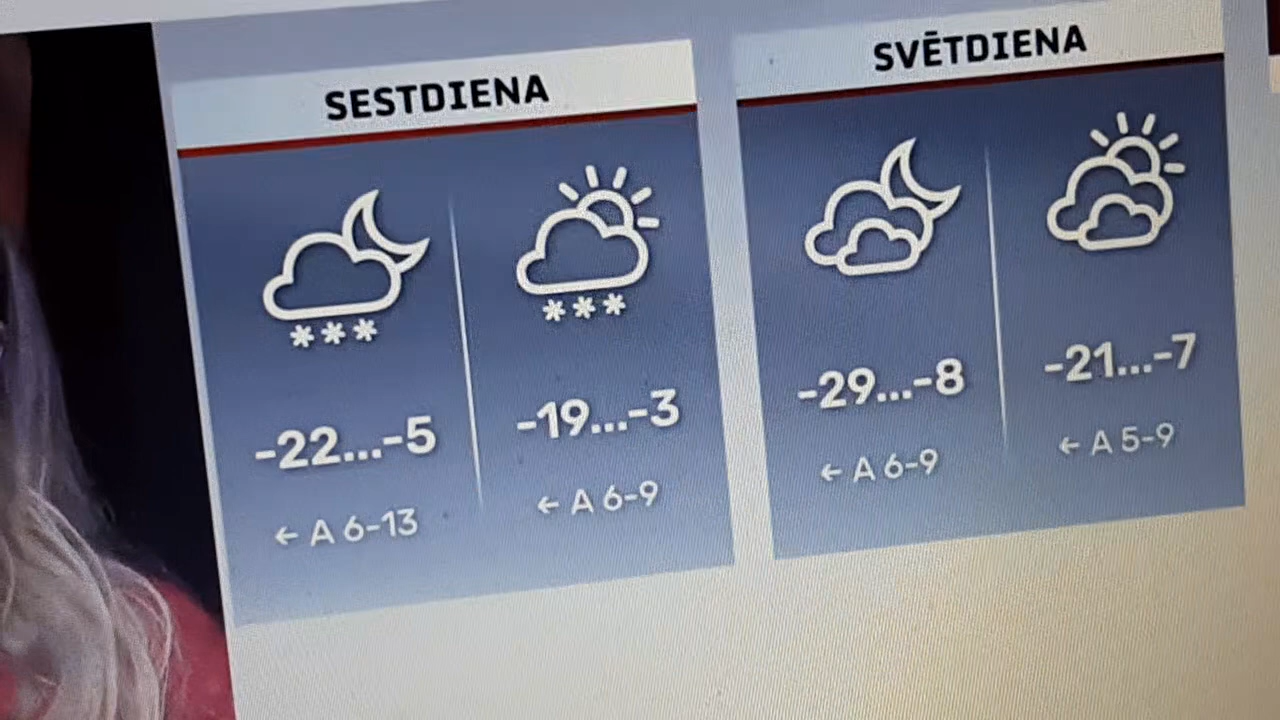 SESTDIENA
-22...-5
-19...-3
← A 6-13
← A 6-9
SVĒTDIENA
-29...-8
-21...-7
← A 6-9
← A 5-9